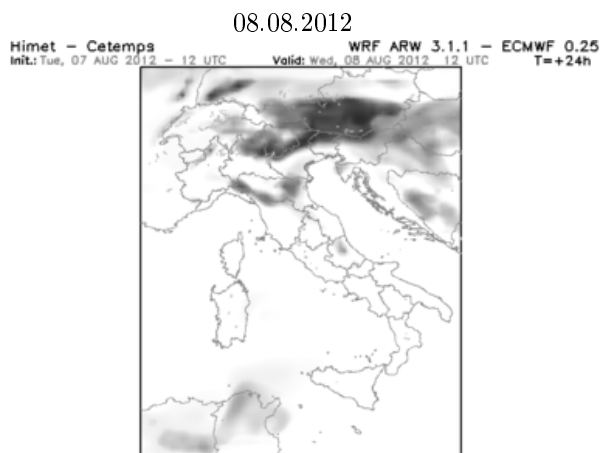 08.08.2012
Himet - Cetemps WRF ARW 3.1.1 - ECMWF 0.25
Init.: Tue, 07 AUG 2012 - 12 UTC Valid: Wed, 08 AUG 2012 12 UTC T=+24h